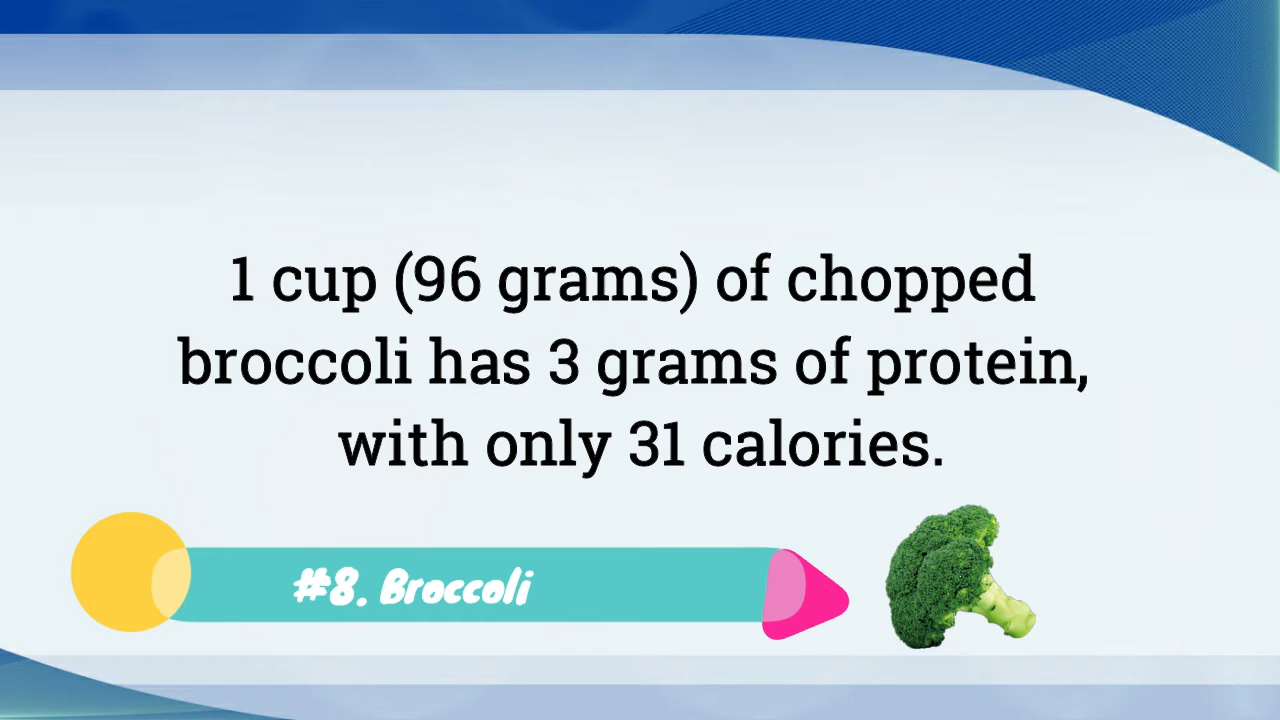 1 cup (96 grams) of chopped
broccoli has 3 grams of protein,
with only 31 calories.
#8. Broccoli